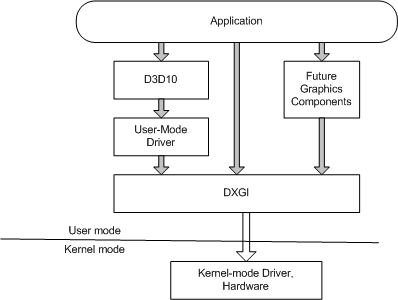 Application
D3D10
Future
Graphics
Components
User-Mode
Driver
DXGI
User mode
Kernel mode
Kernel-mode Driver,
Hardware